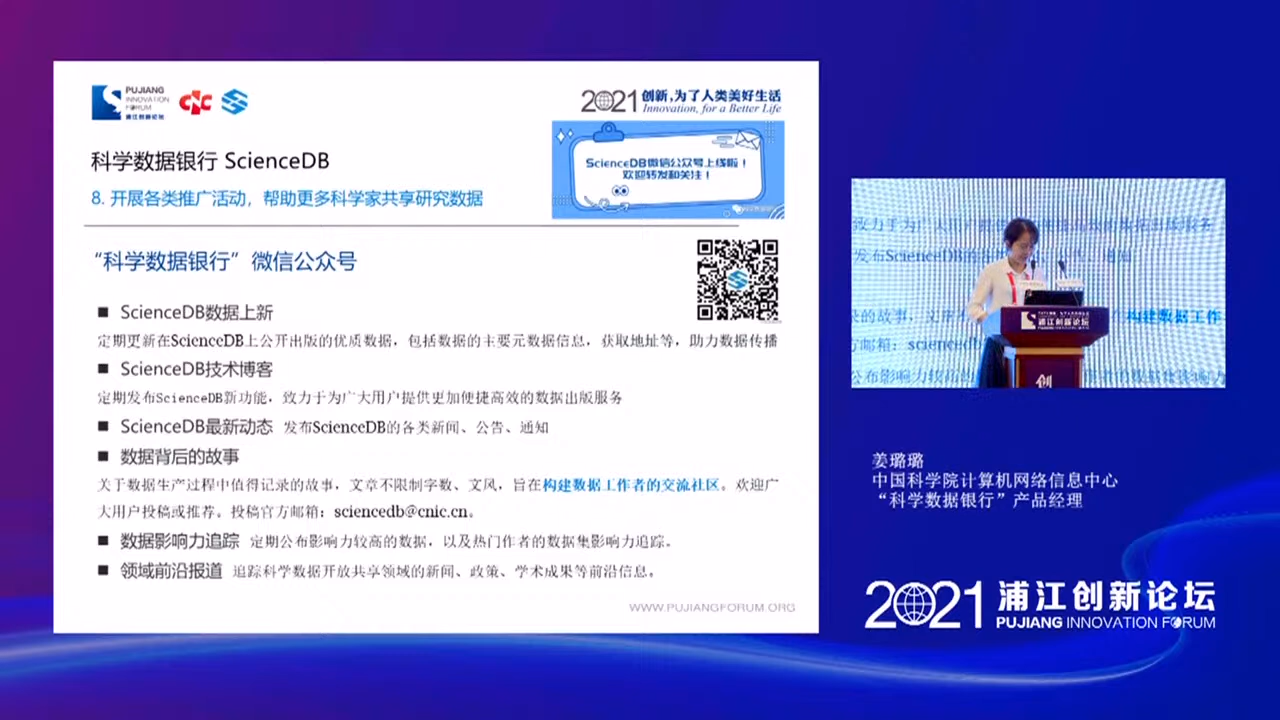 PUJIANG
INNOVATION
FORUM
浦江创新论坛
CNC
2021 创新,为了人类美好生活
Innovation, for a Better Life
ScienceDB微信公众号上线啦！
欢迎转发和关注！
科学数据银行 ScienceDB
8. 开展各类推广活动，帮助更多科学家共享研究数据
“科学数据银行”微信公众号
■ ScienceDB数据上新
定期更新在ScienceDB上公开出版的优质数据，包括数据的主要元数据信息，获取地址等，助力数据传播
■ ScienceDB技术博客
定期发布ScienceDB新功能，致力于为广大用户提供更加便捷高效的数据出版服务
■ ScienceDB最新动态 发布ScienceDB的各类新闻、公告、通知
■ 数据背后的故事
关于数据生产过程中值得记录的故事，文章不限制字数、文风，旨在构建数据工作者的交流社区。欢迎广
大用户投稿或推荐。投稿官方邮箱：sciencedb@cnic.cn。
■ 数据影响力追踪 定期公布影响力较高的数据，以及热门作者的数据集影响力追踪。
■ 领域前沿报道 追踪科学数据开放共享领域的新闻、政策、学术成果等前沿信息。
WWW.PUJIANGFORUM.ORG
构建数据工作
浦江创新论坛
创
姜璐璐
中国科学院计算机网络信息中心
“科学数据银行”产品经理
2021 浦江创新论坛
PUJIANG INNOVATION FORUM